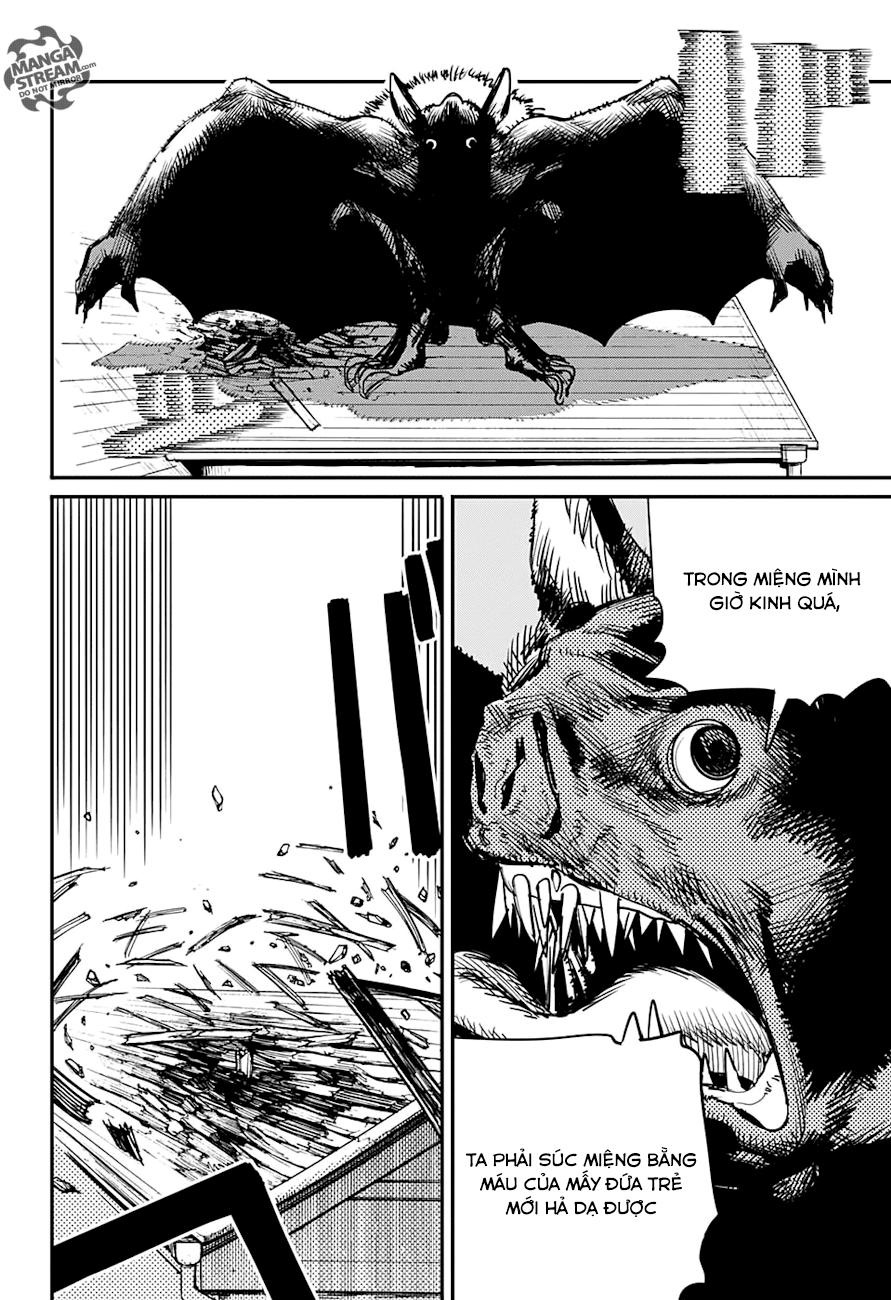 MANGA
STREAM.com
DO NOT MIRROR
TRONG MIỆNG MÌNH
GIỜ KINH QUÁ,
TA PHẢI SÚC MIỆNG BẰNG
MÁU CỦA MẤY ĐỨA TRẺ
MỚI HẢ DẠ ĐƯỢC